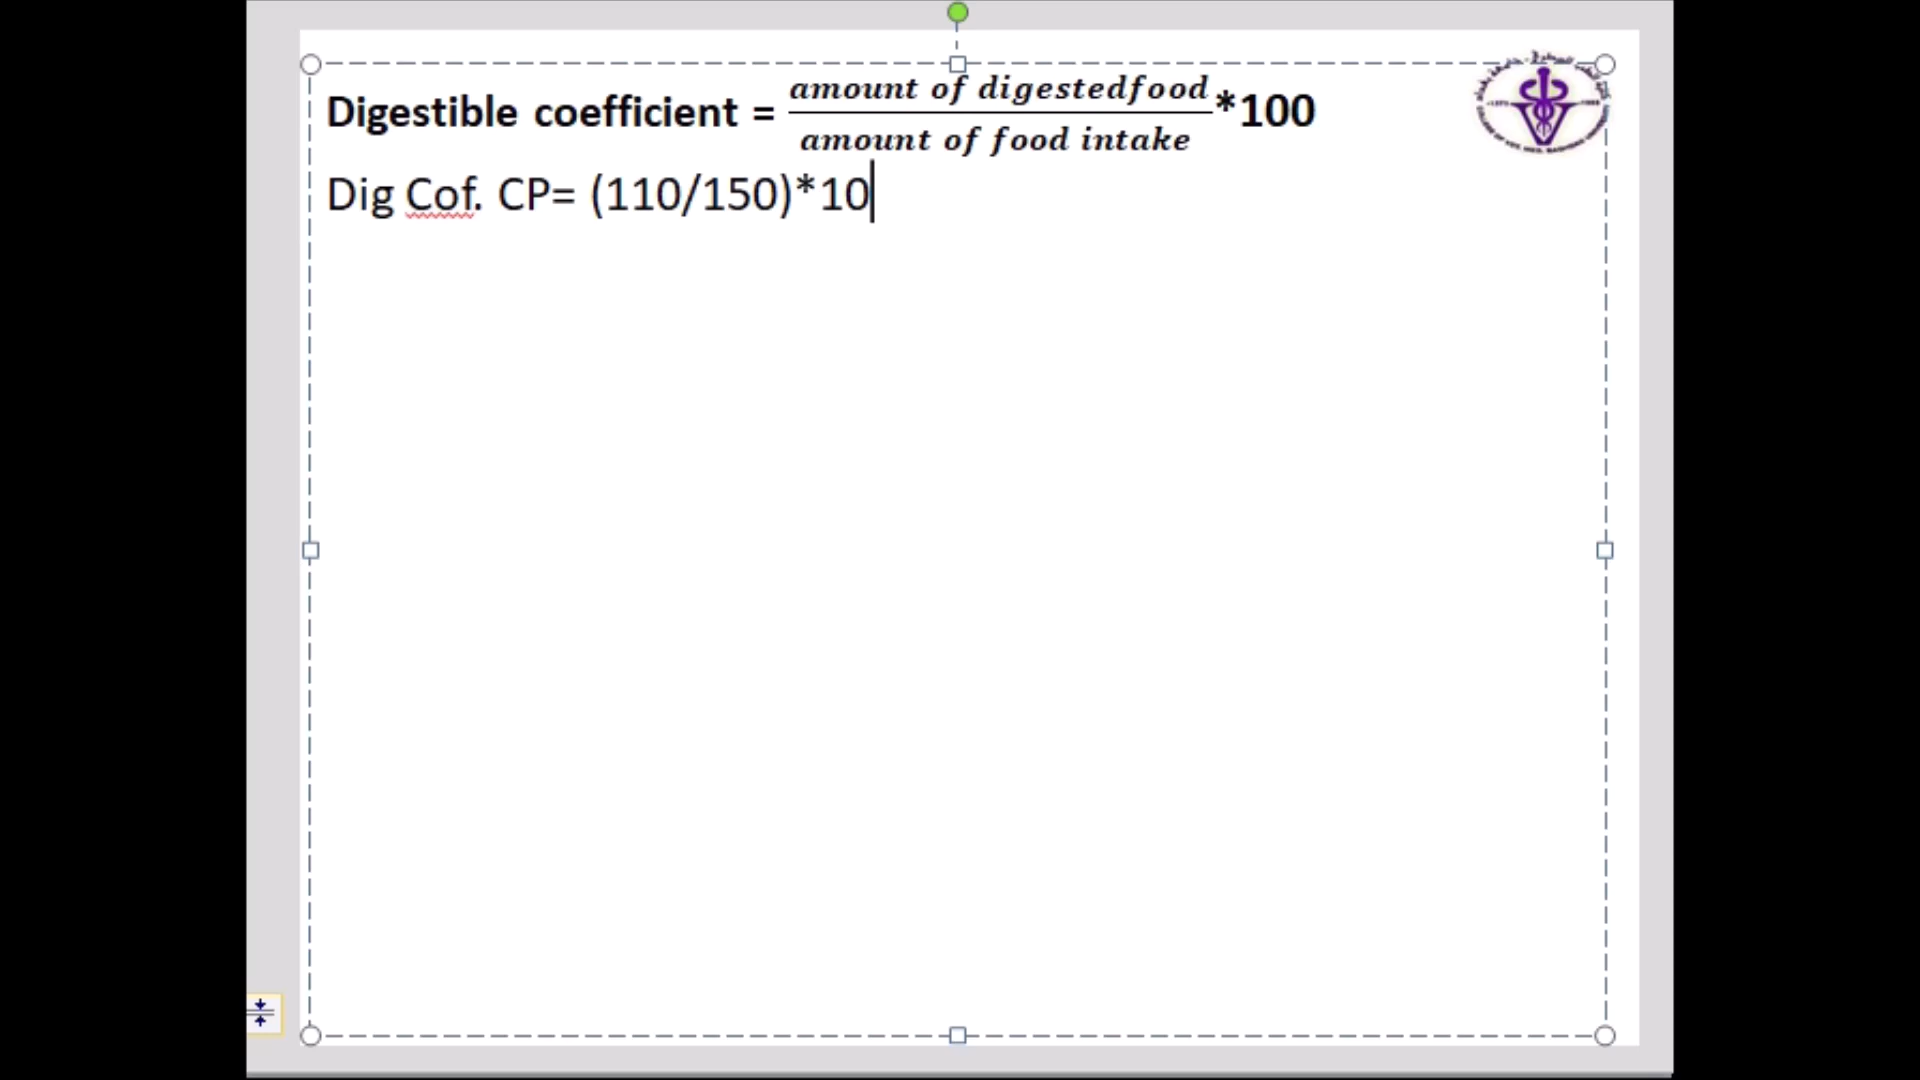 Digestible coefficient = amount of digestedfood / amount of food intake *100
Dig Cof. CP= (110/150)*10